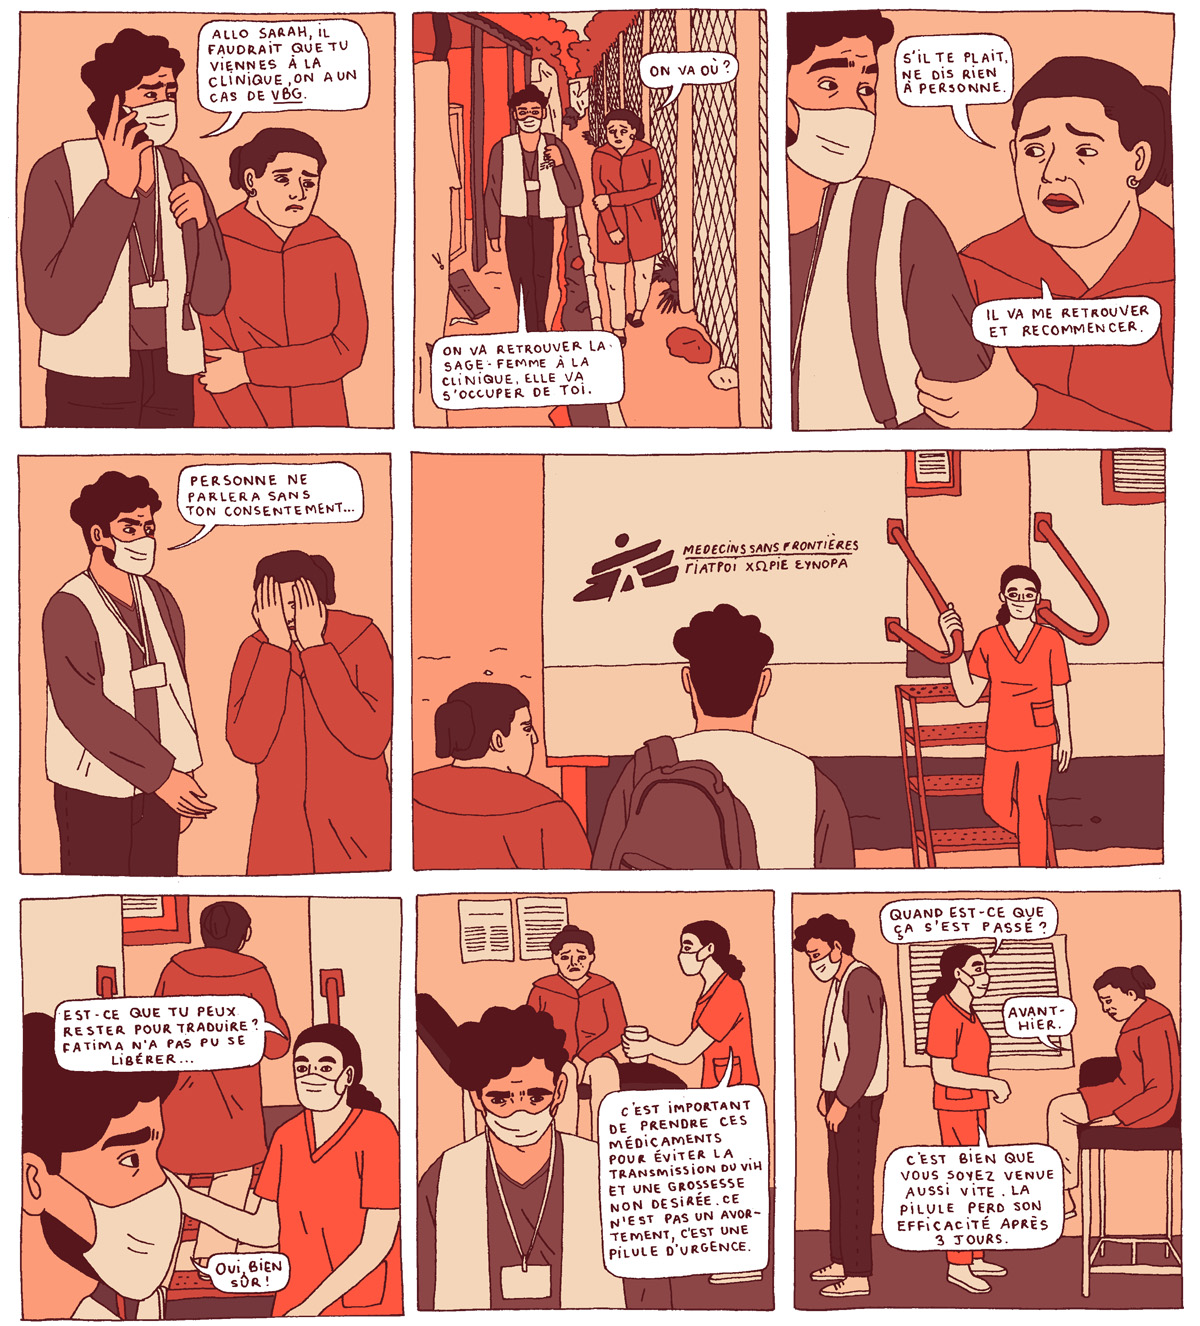 ALLO SARAH, IL
FAUDRAIT QUE TU
VIENNES À LA
CLINIQUE, ON A UN
CAS DE VBG.
ON VA OÙ ?
ON VA RETROUVER LA
SAGE-FEMME À LA
CLINIQUE, ELLE VA
S'OCCUPER DE TOI.
S'IL TE PLAIT,
NE DIS RIEN
À PERSONNE.
IL VA ME RETROUVER
ET RECOMMENCER.
PERSONNE NE
PARLERA SANS
TON CONSENTEMENT...
MEDECINS SANS FRONTIÈRES
ΓIATPOI XΩPIE EYNOPA
EST-CE QUE TU PEUX
RESTER POUR TRADUIRE ?
FATIMA N'A PAS PU SE
LIBÉRER...
OUI, BIEN
SÛR !
C'EST IMPORTANT
DE PRENDRE CES
MÉDICAMENTS
POUR ÉVITER LA
TRANSMISSION DU VIH
ET UNE GROSSESSE
NON DESIRÉE. CE
N'EST PAS UN AVOR-
TEMENT, C'EST UNE
PILULE D'URGENCE.
QUAND EST-CE QUE
ÇA S'EST PASSÉ ?
AVANT-
HIER.
C'EST BIEN QUE
VOUS SOYEZ VENUE
AUSSI VITE. LA
PILULE PERD SON
EFFICACITÉ APRÈS
3 JOURS.